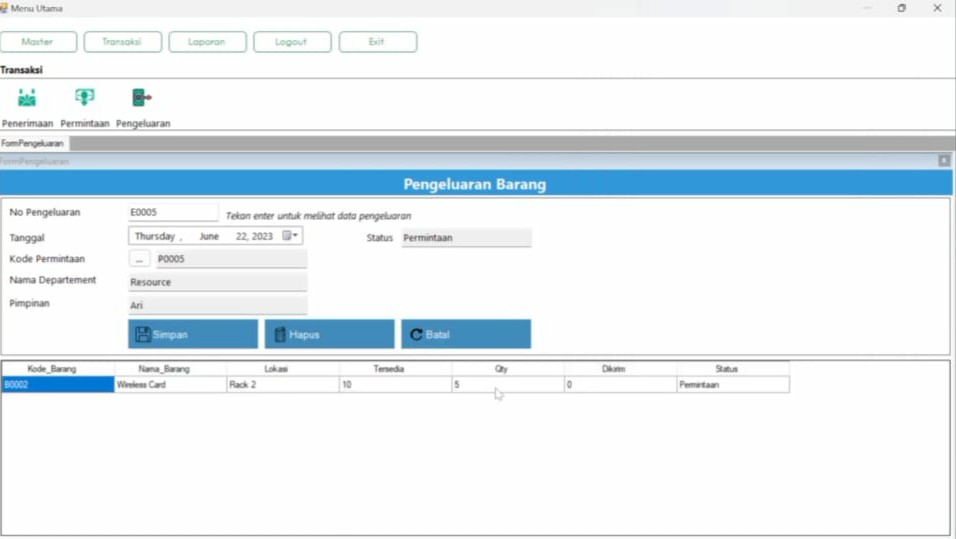 Menu Utama
Master Transaksi Laporan Logout Exit
Transaksi
Penerimaan Permintaan Pengeluaran
FormPengeluaran
FormPengeluaran
Pengeluaran Barang
No Pengeluaran E0005 Tekan enter untuk melihat data pengeluaran
Tanggal Thursday , June 22, 2023 Status Permintaan
Kode Permintaan ... P0005
Nama Departement Resource
Pimpinan Ari
Simpan Hapus Batal
Kode_Barang Nama_Barang Lokasi Tersedia Qty Dikirim Status
B0002 Wireless Card Rack 2 10 5 0 Permintaan